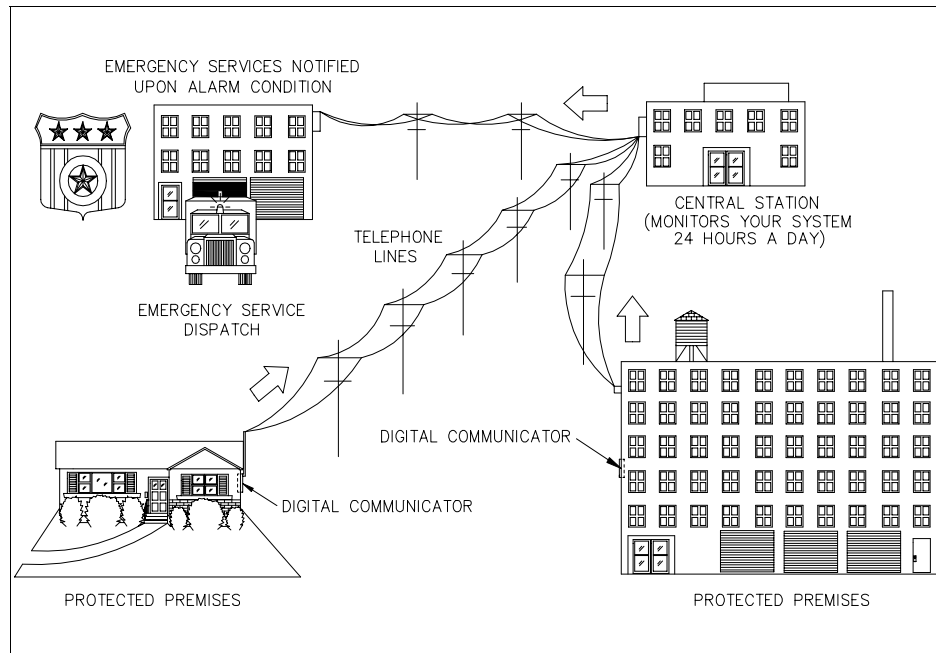 EMERGENCY SERVICES NOTIFIED
UPON ALARM CONDITION
CENTRAL STATION
(MONITORS YOUR SYSTEM
24 HOURS A DAY)
TELEPHONE
LINES
EMERGENCY SERVICE
DISPATCH
DIGITAL COMMUNICATOR
DIGITAL COMMUNICATOR
PROTECTED PREMISES
PROTECTED PREMISES